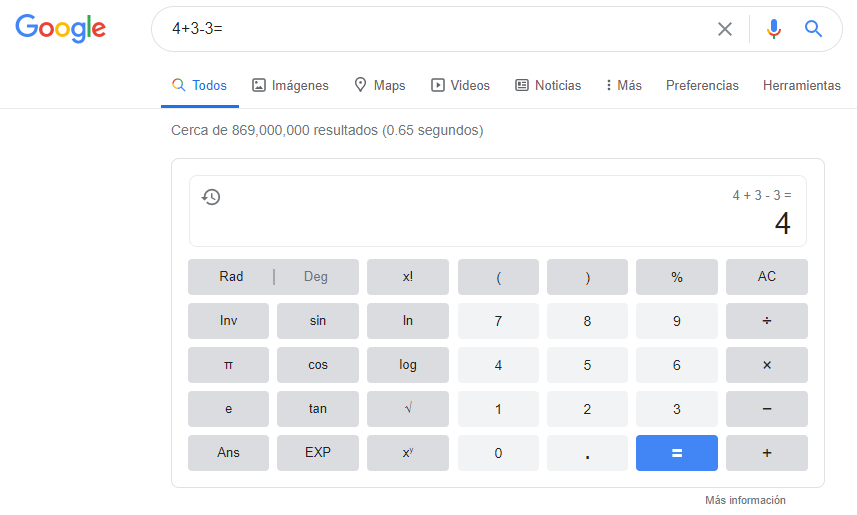 Google
4+3-3=
Todos Imágenes Maps Videos Noticias Más Preferencias Herramientas
Cerca de 869,000,000 resultados (0.65 segundos)
4 + 3 - 3 =
4
Rad | Deg x! ( ) % AC
Inv sin ln 7 8 9 ÷
π cos log 4 5 6 ×
e tan √ 1 2 3 −
Ans EXP xʸ 0 . = +
Más información